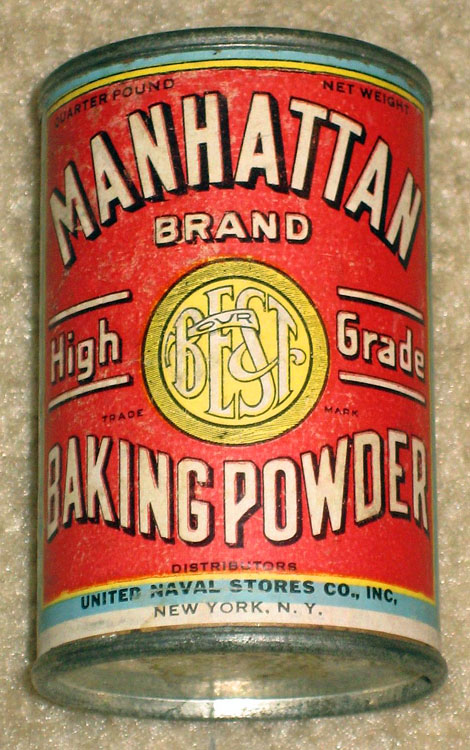 QUARTER POUND NET WEIGHT
MANHATTAN
BRAND
OUR
BEST
High Grade
TRADE MARK
BAKING POWDER
DISTRIBUTORS
UNITED NAVAL STORES CO., INC.
NEW YORK, N. Y.